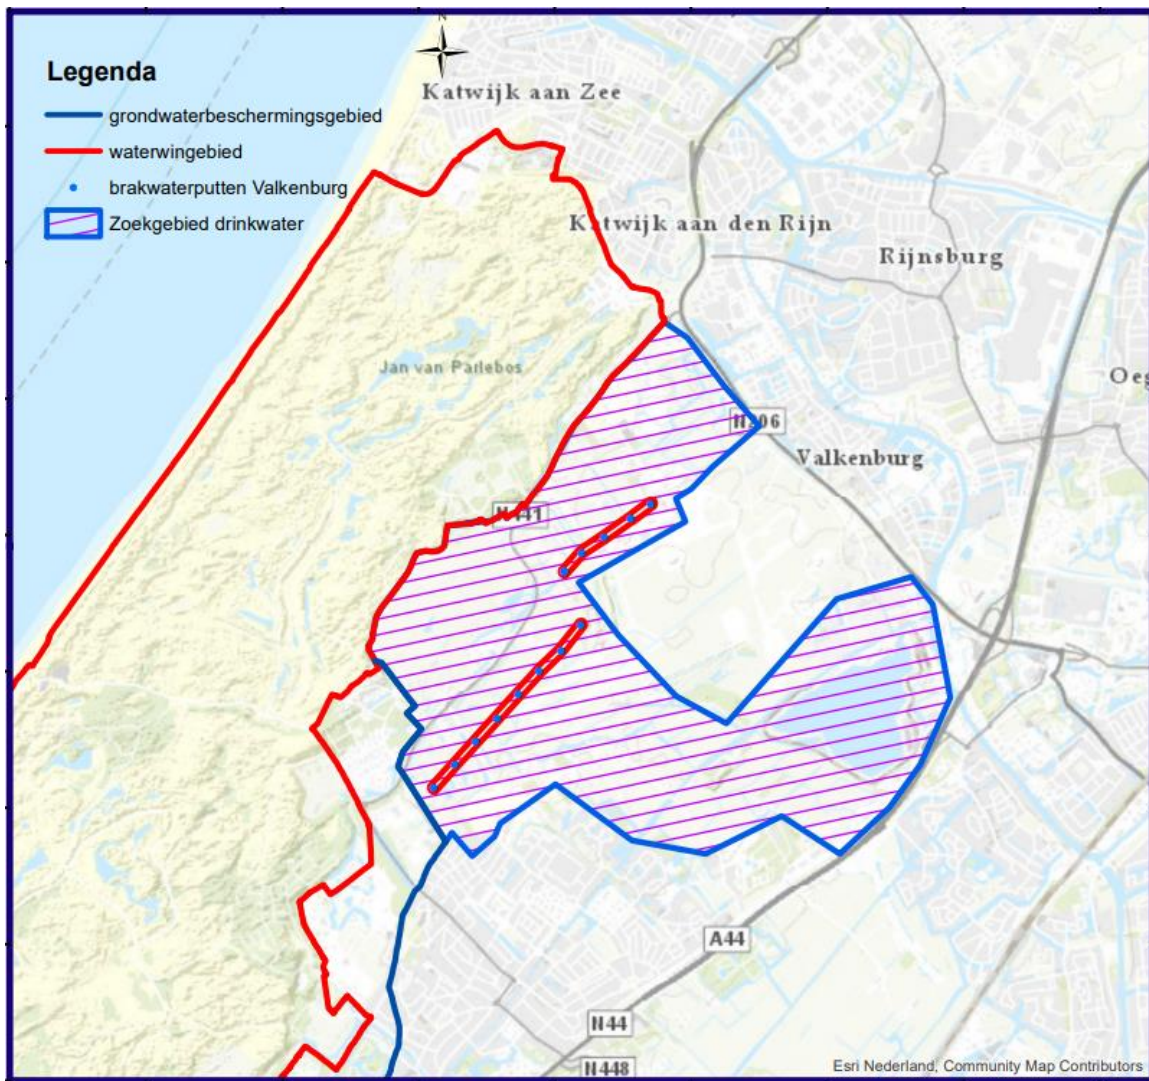 N
Legenda
grondwaterbeschermingsgebied
waterwingebied
brakwaterputten Valkenburg
Zoekgebied drinkwater
Katwijk aan Zee
Katwijk aan den Rijn
Rijnsburg
Jan van Parlebos
Oeg
N206
Valkenburg
N441
A44
N44
N448
Esri Nederland, Community Map Contributors